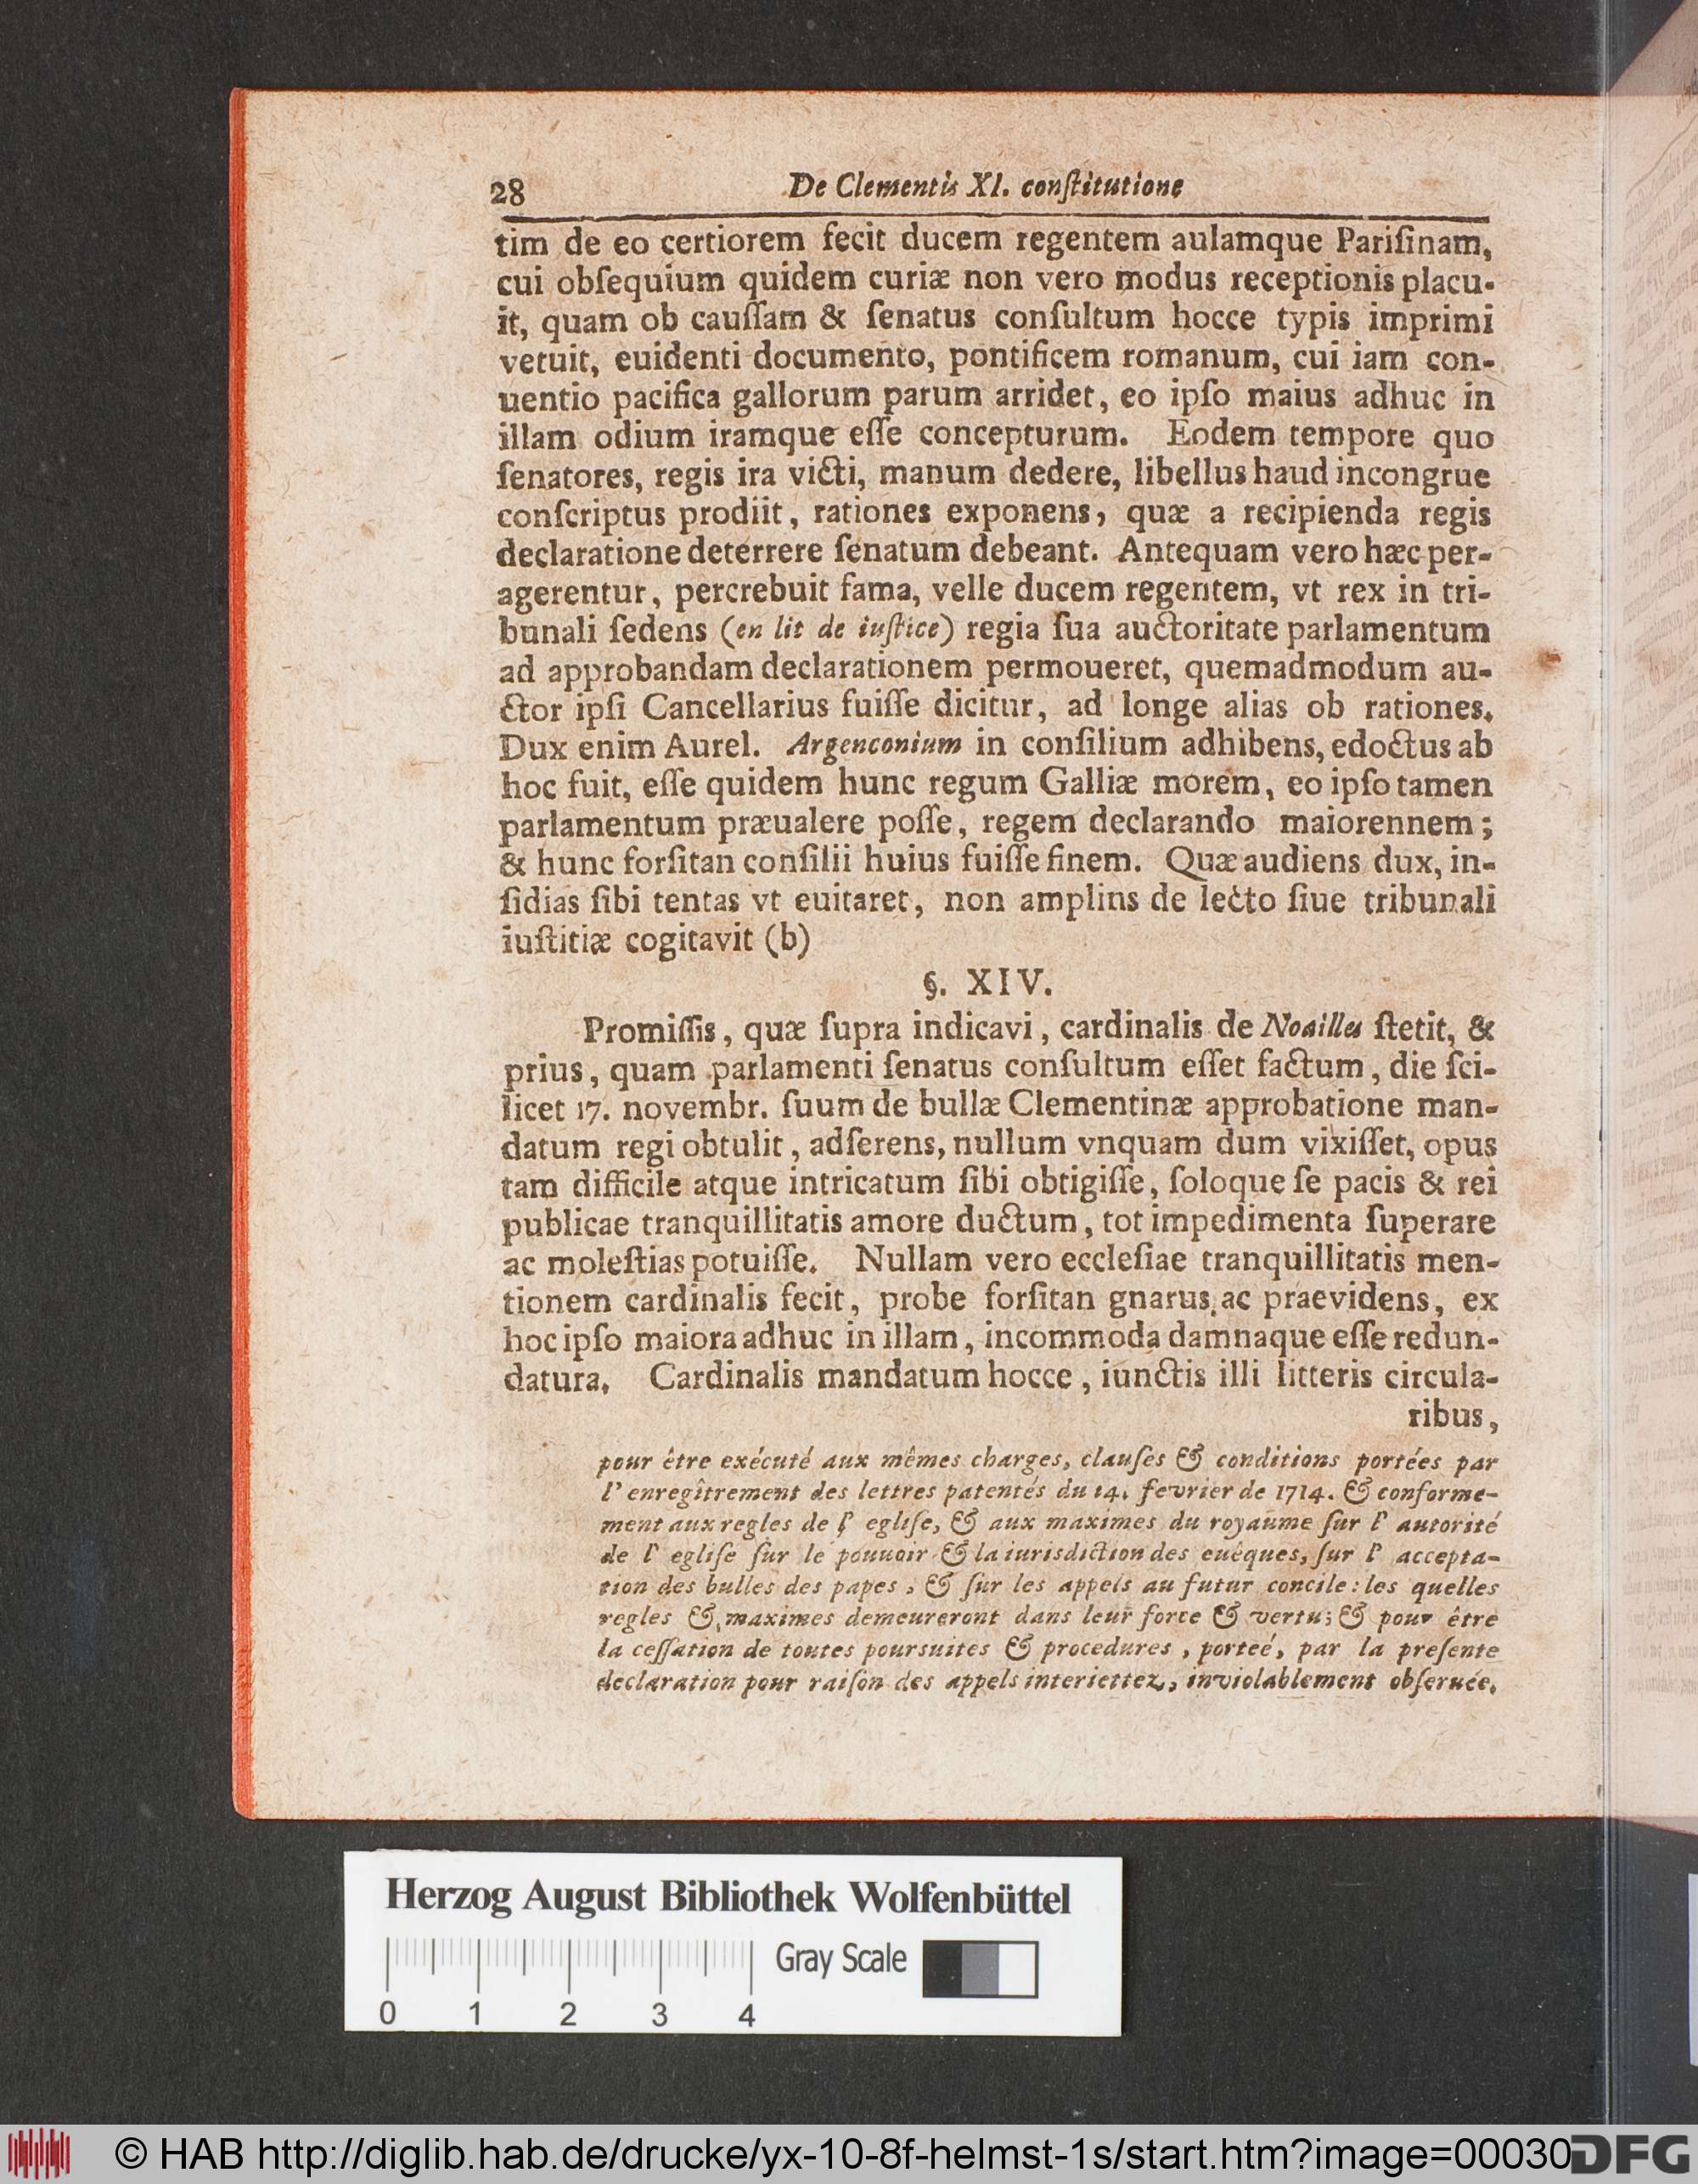 28 De Clementis XI. conſtitutione
tim de eo certiorem fecit ducem regentem aulamque Pariſinam,
cui obſequium quidem curiæ non vero modus receptionis placu-
it, quam ob cauſſam & ſenatus conſultum hocce typis imprimi
vetuit, euidenti documento, pontificem romanum, cui iam con-
uentio pacifica gallorum parum arridet, eo ipſo maius adhuc in
illam odium iramque eſſe concepturum. Eodem tempore quo
ſenatores, regis ira victi, manum dedere, libellus haud incongrue
conſcriptus prodiit, rationes exponens, quæ a recipienda regis
declaratione deterrere ſenatum debeant. Antequam vero hæc per-
agerentur, percrebuit fama, velle ducem regentem, vt rex in tri-
bunali ſedens (en lit de iuſtice) regia ſua auctoritate parlamentum
ad approbandam declarationem permoueret, quemadmodum au-
ctor ipſi Cancellarius fuiſſe dicitur, ad longe alias ob rationes.
Dux enim Aurel. Argenconium in conſilium adhibens, edoctus ab
hoc fuit, eſſe quidem hunc regum Galliæ morem, eo ipſo tamen
parlamentum præualere poſſe, regem declarando maiorennem;
& hunc forſitan conſilii huius fuiſſe finem. Quæ audiens dux, in-
ſidias ſibi tentas vt euitaret, non amplins de lecto ſiue tribunali
iuſtitiæ cogitavit (b)
§. XIV.
Promiſſis, quæ ſupra indicavi, cardinalis de Noailles ſtetit, &
prius, quam parlamenti ſenatus conſultum eſſet factum, die ſci-
licet 17. novembr. ſuum de bullæ Clementinæ approbatione man-
datum regi obtulit, adſerens, nullum vnquam dum vixiſſet, opus
tam difficile atque intricatum ſibi obtigiſſe, ſoloque ſe pacis & rei
publicae tranquillitatis amore ductum, tot impedimenta ſuperare
ac moleſtias potuiſſe. Nullam vero eccleſiae tranquillitatis men-
tionem cardinalis fecit, probe forſitan gnarus ac praevidens, ex
hoc ipſo maiora adhuc in illam, incommoda damnaque eſſe redun-
datura. Cardinalis mandatum hocce, iunctis illi litteris circula-
ribus,
pour être exécuté aux mêmes charges, clauſes & conditions portées par
l' enregîtrement des lettres patentés du 14. fevrier de 1714. & conforme-
ment aux regles de l' egliſe, & aux maximes du royaüme ſur l' autorité
de l' egliſe ſur le pouuoir & la iurisdiction des euêques, ſur l' accepta-
tion des bulles des papes, & ſur les appels au futur concile: les quelles
regles & maximes demeureront dans leur force & vertu; & pour être
la ceſſation de toutes poursuites & procedures, porteé, par la preſente
declaration pour raiſon des appels interiettez, inviolablement obſeruée.
Herzog August Bibliothek Wolfenbüttel
Gray Scale
0 1 2 3 4
© HAB http://diglib.hab.de/drucke/yx-10-8f-helmst-1s/start.htm?image=00030
DFG